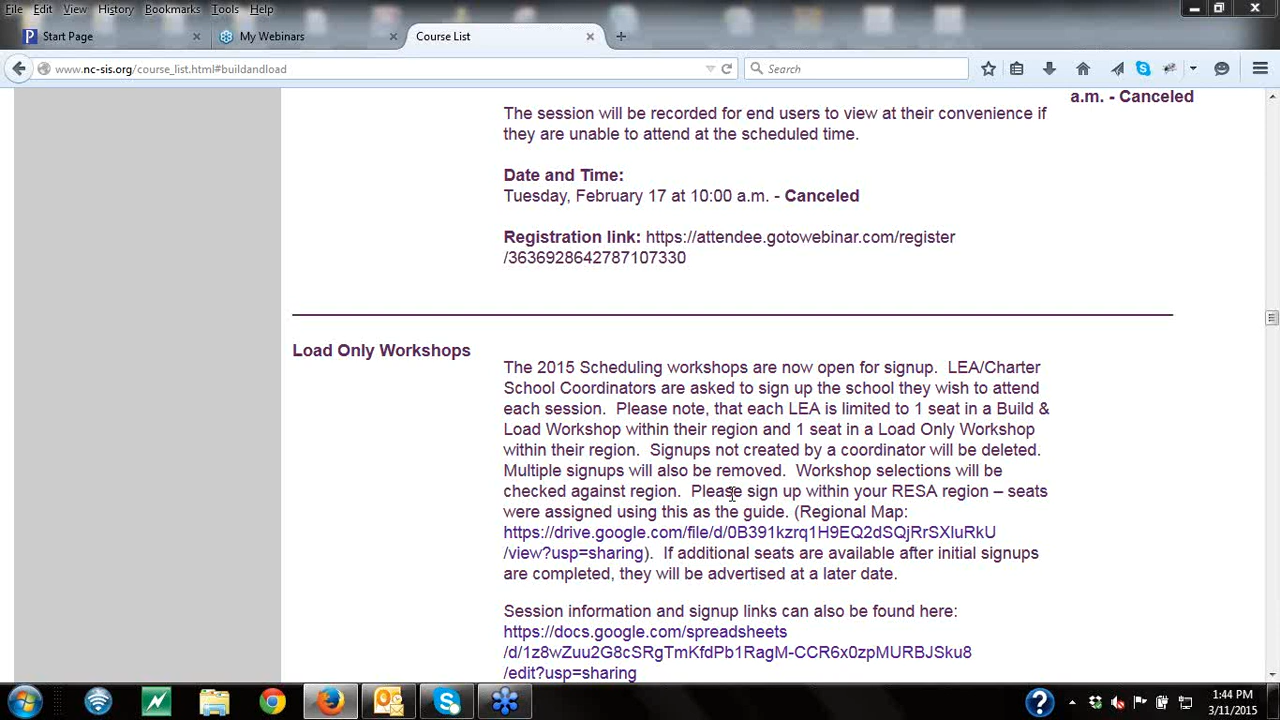 File Edit View History Bookmarks Tools Help
Start Page
My Webinars
Course List
www.nc-sis.org/course_list.html#buildandload
Search
a.m. - Canceled
The session will be recorded for end users to view at their convenience if
they are unable to attend at the scheduled time.
Date and Time:
Tuesday, February 17 at 10:00 a.m. - Canceled
Registration link: https://attendee.gotowebinar.com/register
/3636928642787107330
Load Only Workshops
The 2015 Scheduling workshops are now open for signup. LEA/Charter
School Coordinators are asked to sign up the school they wish to attend
each session. Please note, that each LEA is limited to 1 seat in a Build &
Load Workshop within their region and 1 seat in a Load Only Workshop
within their region. Signups not created by a coordinator will be deleted.
Multiple signups will also be removed. Workshop selections will be
checked against region. Please sign up within your RESA region – seats
were assigned using this as the guide. (Regional Map:
https://drive.google.com/file/d/0B391kzrq1H9EQ2dSQjRrSXluRkU
/view?usp=sharing). If additional seats are available after initial signups
are completed, they will be advertised at a later date.
Session information and signup links can also be found here:
https://docs.google.com/spreadsheets
/d/1z8wZuu2G8cSRgTmKfdPb1RagM-CCR6x0zpMURBJSku8
/edit?usp=sharing
1:44 PM
3/11/2015